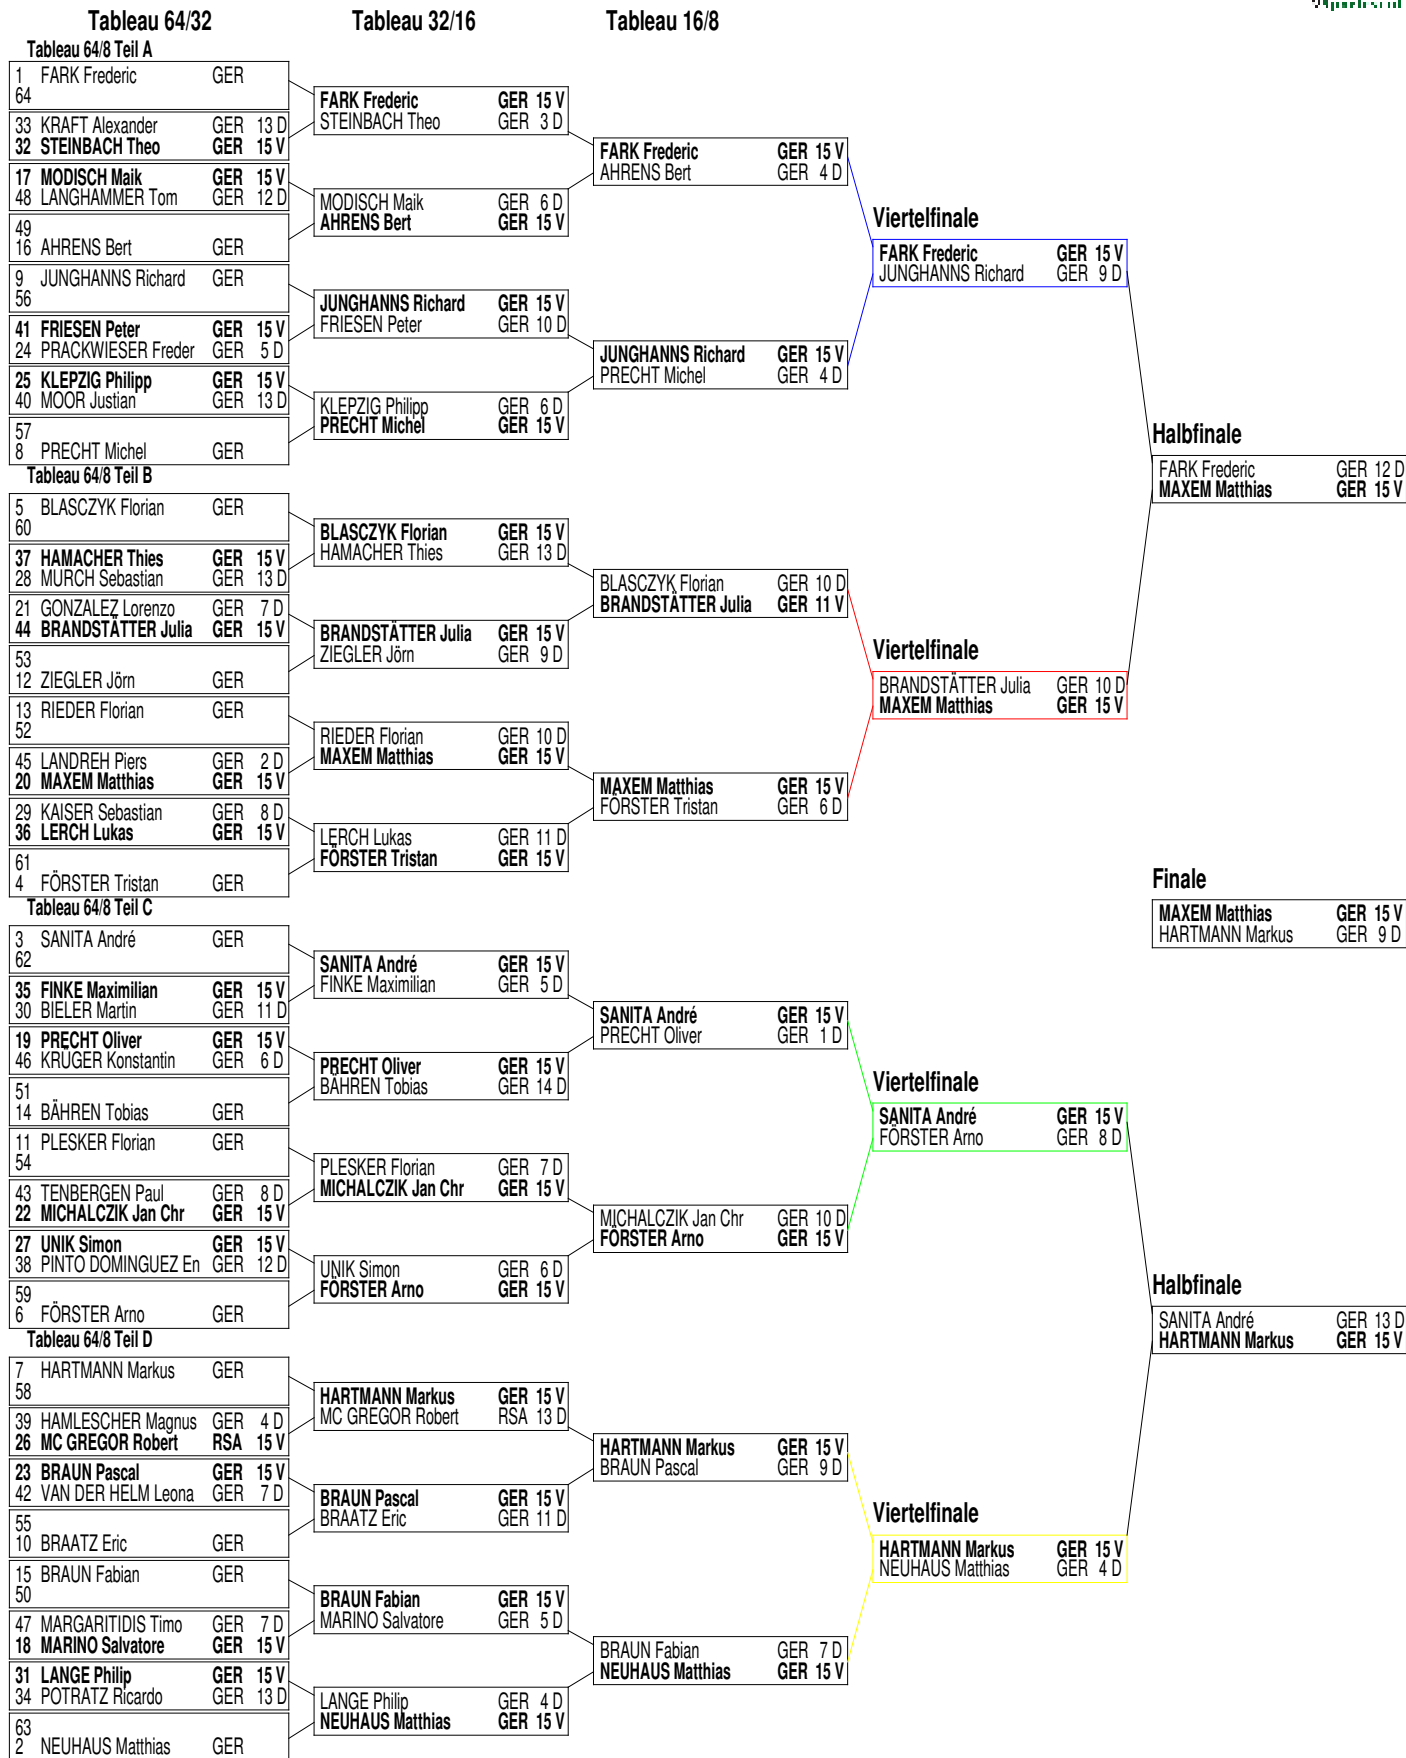 Tableau 64/32
Tableau 32/16
Tableau 16/8
Tableau 64/8 Teil A
1 FARK Frederic GER
64
33 KRAFT Alexander GER 13 D
32 STEINBACH Theo GER 15 V
17 MODISCH Maik GER 15 V
48 LANGHAMMER Tom GER 12 D
49
16 AHRENS Bert GER
9 JUNGHANNS Richard GER
56
41 FRIESEN Peter GER 15 V
24 PRACKWIESER Freder GER 5 D
25 KLEPZIG Philipp GER 15 V
40 MOOR Justian GER 13 D
57
8 PRECHT Michel GER
Tableau 64/8 Teil B
5 BLASCZYK Florian GER
60
37 HAMACHER Thies GER 15 V
28 MURCH Sebastian GER 13 D
21 GONZALEZ Lorenzo GER 7 D
44 BRANDSTÄTTER Julia GER 15 V
53
12 ZIEGLER Jörn GER
13 RIEDER Florian GER
52
45 LANDREH Piers GER 2 D
20 MAXEM Matthias GER 15 V
29 KAISER Sebastian GER 8 D
36 LERCH Lukas GER 15 V
61
4 FÖRSTER Tristan GER
Tableau 64/8 Teil C
3 SANITA André GER
62
35 FINKE Maximilian GER 15 V
30 BIELER Martin GER 11 D
19 PRECHT Oliver GER 15 V
46 KRÜGER Konstantin GER 6 D
51
14 BÄHREN Tobias GER
11 PLESKER Florian GER
54
43 TENBERGEN Paul GER 8 D
22 MICHALCZIK Jan Chr GER 15 V
27 UNIK Simon GER 15 V
38 PINTO DOMINGUEZ En GER 12 D
59
6 FÖRSTER Arno GER
Tableau 64/8 Teil D
7 HARTMANN Markus GER
58
39 HAMLESCHER Magnus GER 4 D
26 MC GREGOR Robert RSA 15 V
23 BRAUN Pascal GER 15 V
42 VAN DER HELM Leona GER 7 D
55
10 BRAATZ Eric GER
15 BRAUN Fabian GER
50
47 MARGARITIDIS Timo GER 7 D
18 MARINO Salvatore GER 15 V
31 LANGE Philip GER 15 V
34 POTRATZ Ricardo GER 13 D
63
2 NEUHAUS Matthias GER
FARK Frederic GER 15 V
STEINBACH Theo GER 3 D
MODISCH Maik GER 6 D
AHRENS Bert GER 15 V
JUNGHANNS Richard GER 15 V
FRIESEN Peter GER 10 D
KLEPZIG Philipp GER 6 D
PRECHT Michel GER 15 V
BLASCZYK Florian GER 15 V
HAMACHER Thies GER 13 D
BRANDSTÄTTER Julia GER 15 V
ZIEGLER Jörn GER 9 D
RIEDER Florian GER 10 D
MAXEM Matthias GER 15 V
LERCH Lukas GER 11 D
FÖRSTER Tristan GER 15 V
SANITA André GER 15 V
FINKE Maximilian GER 5 D
PRECHT Oliver GER 15 V
BÄHREN Tobias GER 14 D
PLESKER Florian GER 7 D
MICHALCZIK Jan Chr GER 15 V
UNIK Simon GER 6 D
FÖRSTER Arno GER 15 V
HARTMANN Markus GER 15 V
MC GREGOR Robert RSA 13 D
BRAUN Pascal GER 15 V
BRAATZ Eric GER 11 D
BRAUN Fabian GER 15 V
MARINO Salvatore GER 5 D
LANGE Philip GER 4 D
NEUHAUS Matthias GER 15 V
FARK Frederic GER 15 V
AHRENS Bert GER 4 D
JUNGHANNS Richard GER 15 V
PRECHT Michel GER 4 D
BLASCZYK Florian GER 10 D
BRANDSTÄTTER Julia GER 11 V
MAXEM Matthias GER 15 V
FÖRSTER Tristan GER 6 D
SANITA André GER 15 V
PRECHT Oliver GER 1 D
MICHALCZIK Jan Chr GER 10 D
FÖRSTER Arno GER 15 V
HARTMANN Markus GER 15 V
BRAUN Pascal GER 9 D
BRAUN Fabian GER 7 D
NEUHAUS Matthias GER 15 V
Viertelfinale
FARK Frederic GER 15 V
JUNGHANNS Richard GER 9 D
Viertelfinale
BRANDSTÄTTER Julia GER 10 D
MAXEM Matthias GER 15 V
Viertelfinale
SANITA André GER 15 V
FÖRSTER Arno GER 8 D
Viertelfinale
HARTMANN Markus GER 15 V
NEUHAUS Matthias GER 4 D
Halbfinale
FARK Frederic GER 12 D
MAXEM Matthias GER 15 V
Finale
MAXEM Matthias GER 15 V
HARTMANN Markus GER 9 D
Halbfinale
SANITA André GER 13 D
HARTMANN Markus GER 15 V